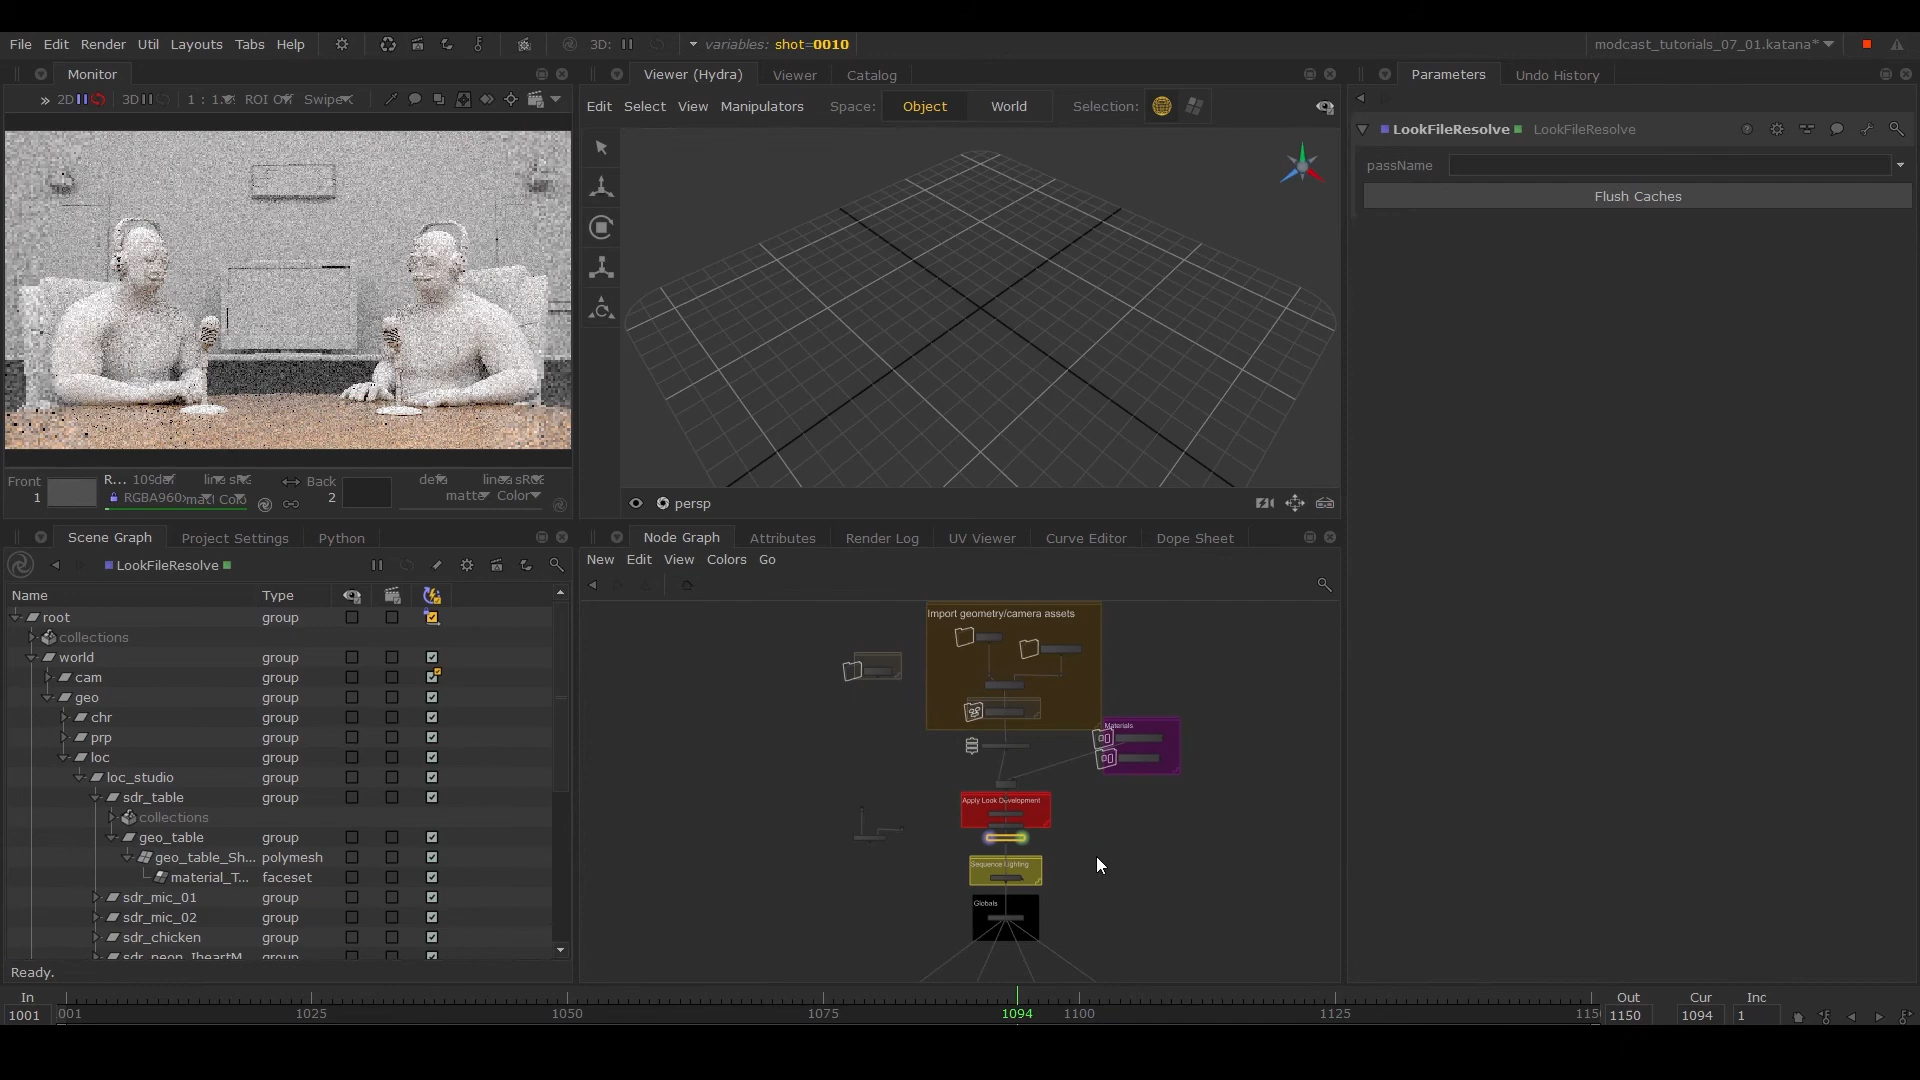 File Edit Render Util Layouts Tabs Help 3D: variables: shot=0010 modcast_tutorials_07_01.katana*
Monitor Viewer (Hydra) Viewer Catalog Parameters Undo History
2D 3D ROI Off Swipe Edit Select View Manipulators Space: Object World Selection:
LookFileResolve LookFileResolve
passName
Flush Caches
Front R... Back
1 2 matte Color
persp
Scene Graph Project Settings Python Node Graph Attributes Render Log UV Viewer Curve Editor Dope Sheet
LookFileResolve New Edit View Colors Go
Name Type
root group
collections
world group
cam group
geo group
chr group
prp group
loc group
loc_studio group
sdr_table group
collections
geo_table group
geo_table_Sh... polymesh
material_T... faceset
sdr_mic_01 group
sdr_mic_02 group
sdr_chicken group
Import geometry/camera assets
Materials
Apply Look Development
Sequence Lighting
Globals
Ready.
In Out Cur Inc
1001 1025 1050 1075 1094 1100 1125 1150 1094 1